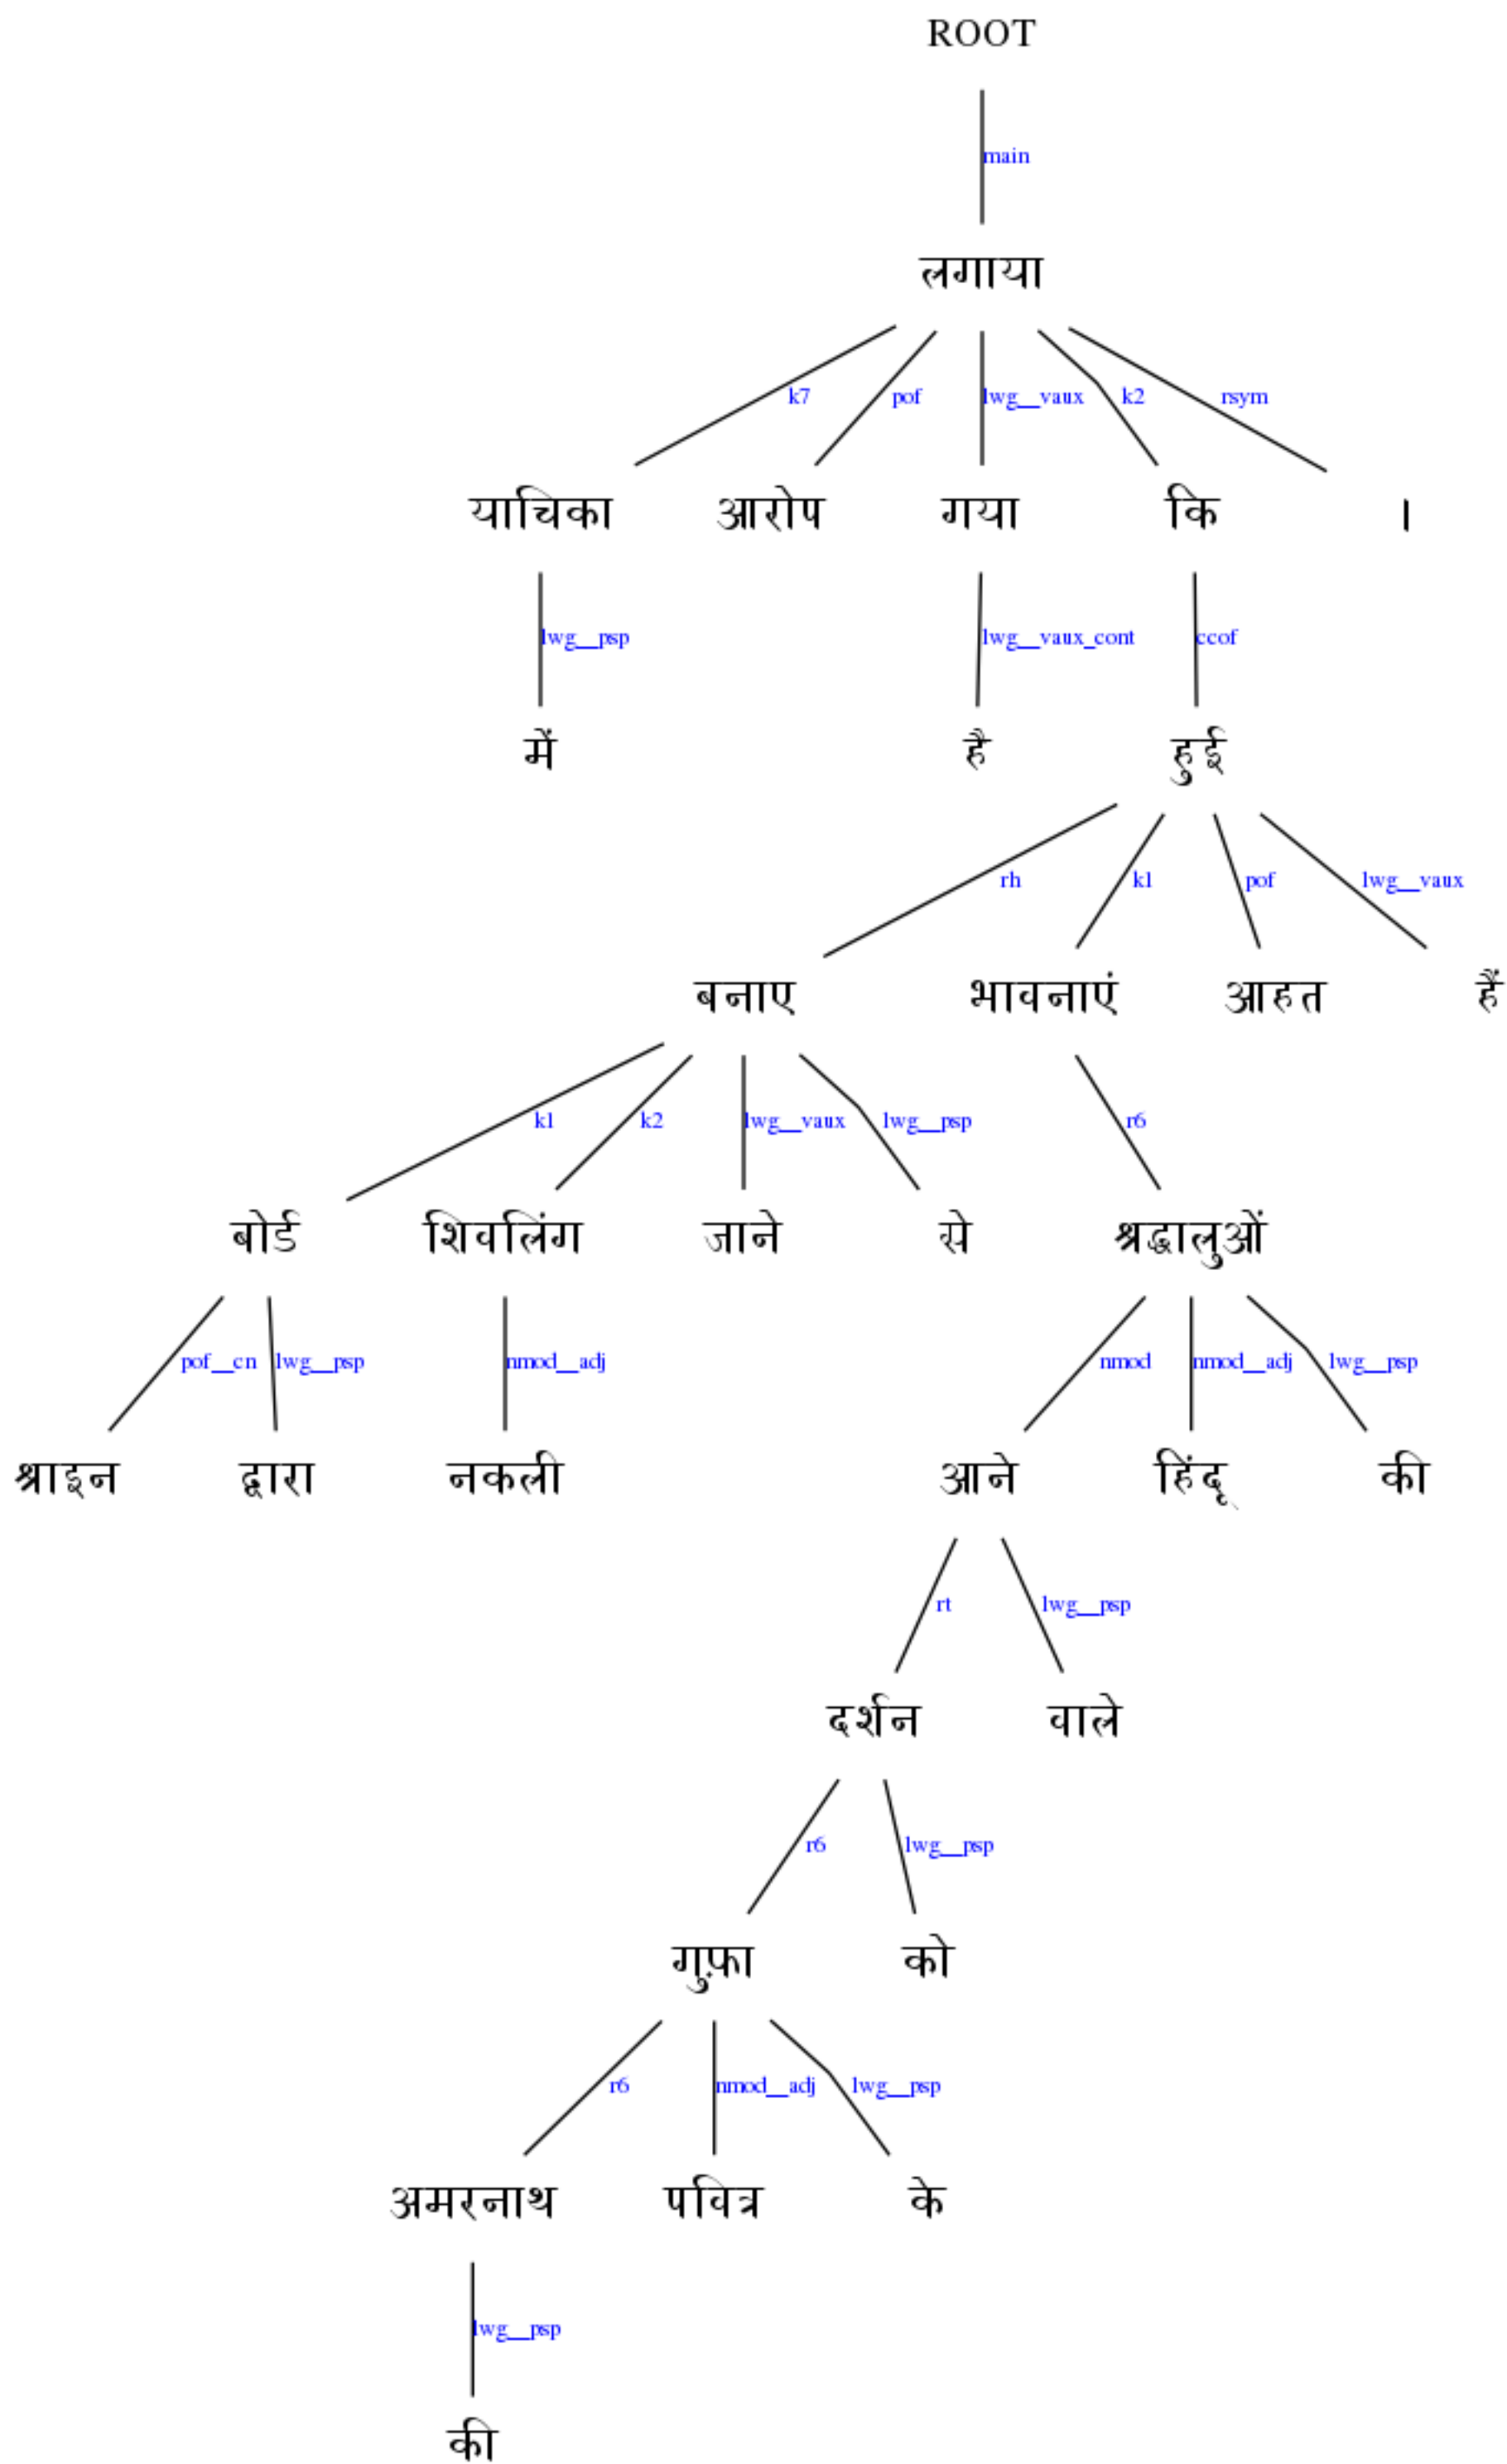 ROOT
main
लगाया
k7 pof lwg__vaux k2 rsym
याचिका आरोप गया कि ।
lwg__psp lwg__vaux_cont ccof
में है हुई
rh k1 pof lwg__vaux
बनाए भावनाएं आहत हैं
k1 k2 lwg__vaux lwg__psp r6
बोर्ड शिवलिंग जाने से श्रद्धालुओं
pof__cn lwg__psp nmod__adj nmod nmod__adj lwg__psp
श्राइन द्वारा नकली आने हिंदू की
rt lwg__psp
दर्शन वाले
r6 lwg__psp
गुफ़ा को
r6 nmod__adj lwg__psp
अमरनाथ पवित्र के
lwg__psp
की